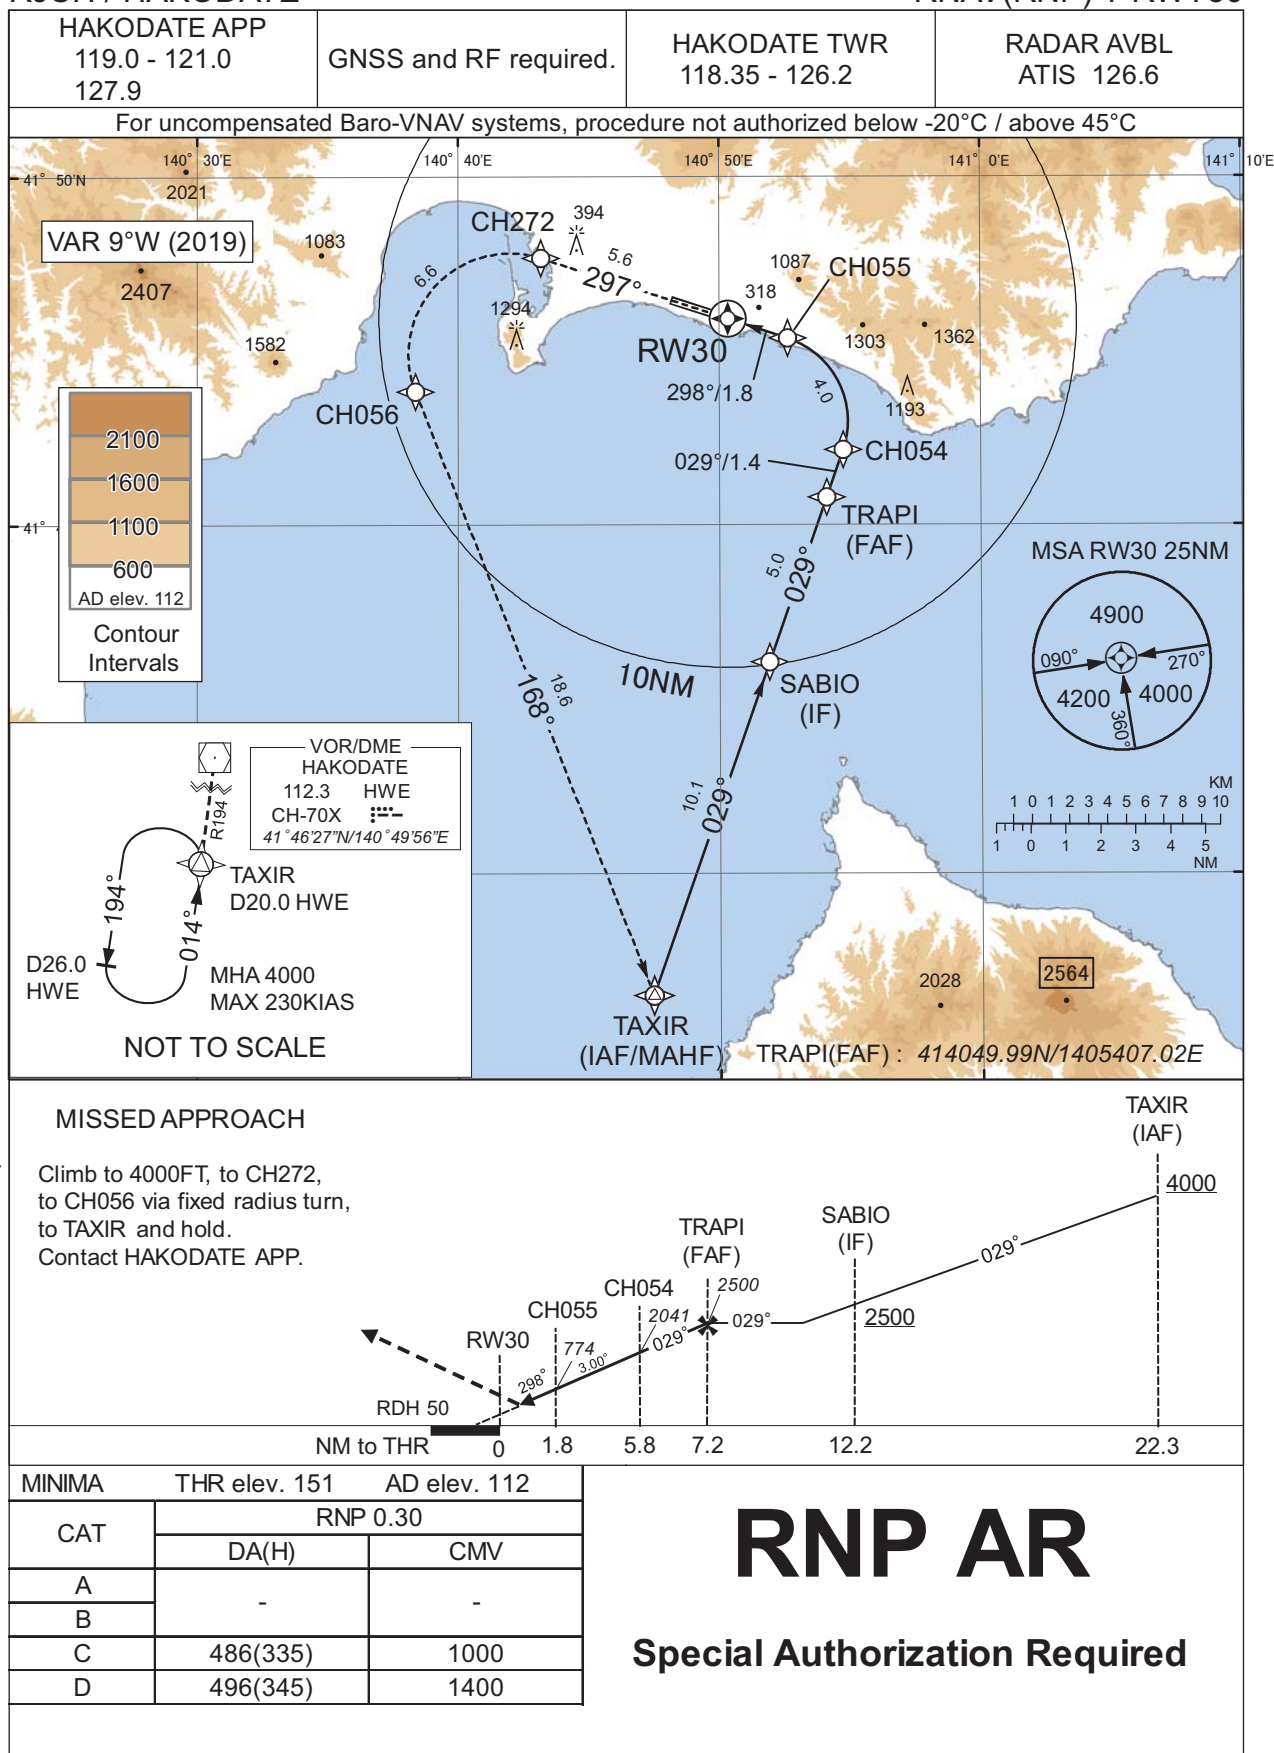 HAKODATE APP
119.0 - 121.0
127.9
GNSS and RF required.
HAKODATE TWR
118.35 - 126.2
RADAR AVBL
ATIS 126.6
For uncompensated Baro-VNAV systems, procedure not authorized below -20°C / above 45°C
140° 30'E
140° 40'E
140° 50'E
141° 0'E
141° 10'E
41° 50'N
2021
VAR 9°W (2019)
1083
2407
1582
CH272
394
5.6
297°
6.6
1294
1087
318
CH055
RW30
1303
1362
298°/1.8
4.0
1193
CH056
CH054
029°/1.4
TRAPI
(FAF)
41°
2100
1600
1100
600
AD elev. 112
Contour
Intervals
5.0
029°
MSA RW30 25NM
4900
090°
270°
4200
4000
360°
10NM
SABIO
(IF)
18.6
168°
10.1
029°
VOR/DME
HAKODATE
112.3 HWE
CH-70X
41°46'27"N/140°49'56"E
R194
TAXIR
D20.0 HWE
194°
014°
D26.0
HWE
MHA 4000
MAX 230KIAS
NOT TO SCALE
KM
1 0 1 2 3 4 5 6 7 8 9 10
1 0 1 2 3 4 5
NM
2028
2564
TAXIR
(IAF/MAHF)
TRAPI(FAF) : 414049.99N/1405407.02E
MISSED APPROACH
Climb to 4000FT, to CH272,
to CH056 via fixed radius turn,
to TAXIR and hold.
Contact HAKODATE APP.
TAXIR
(IAF)
4000
SABIO
(IF)
029°
TRAPI
(FAF)
2500
CH054
2041
029°
2500
CH055
029°
RW30
774
3.00°
298°
RDH 50
NM to THR 0 1.8 5.8 7.2 12.2 22.3
MINIMA THR elev. 151 AD elev. 112
CAT
RNP 0.30
DA(H) CMV
A
B
- -
C 486(335) 1000
D 496(345) 1400
RNP AR
Special Authorization Required